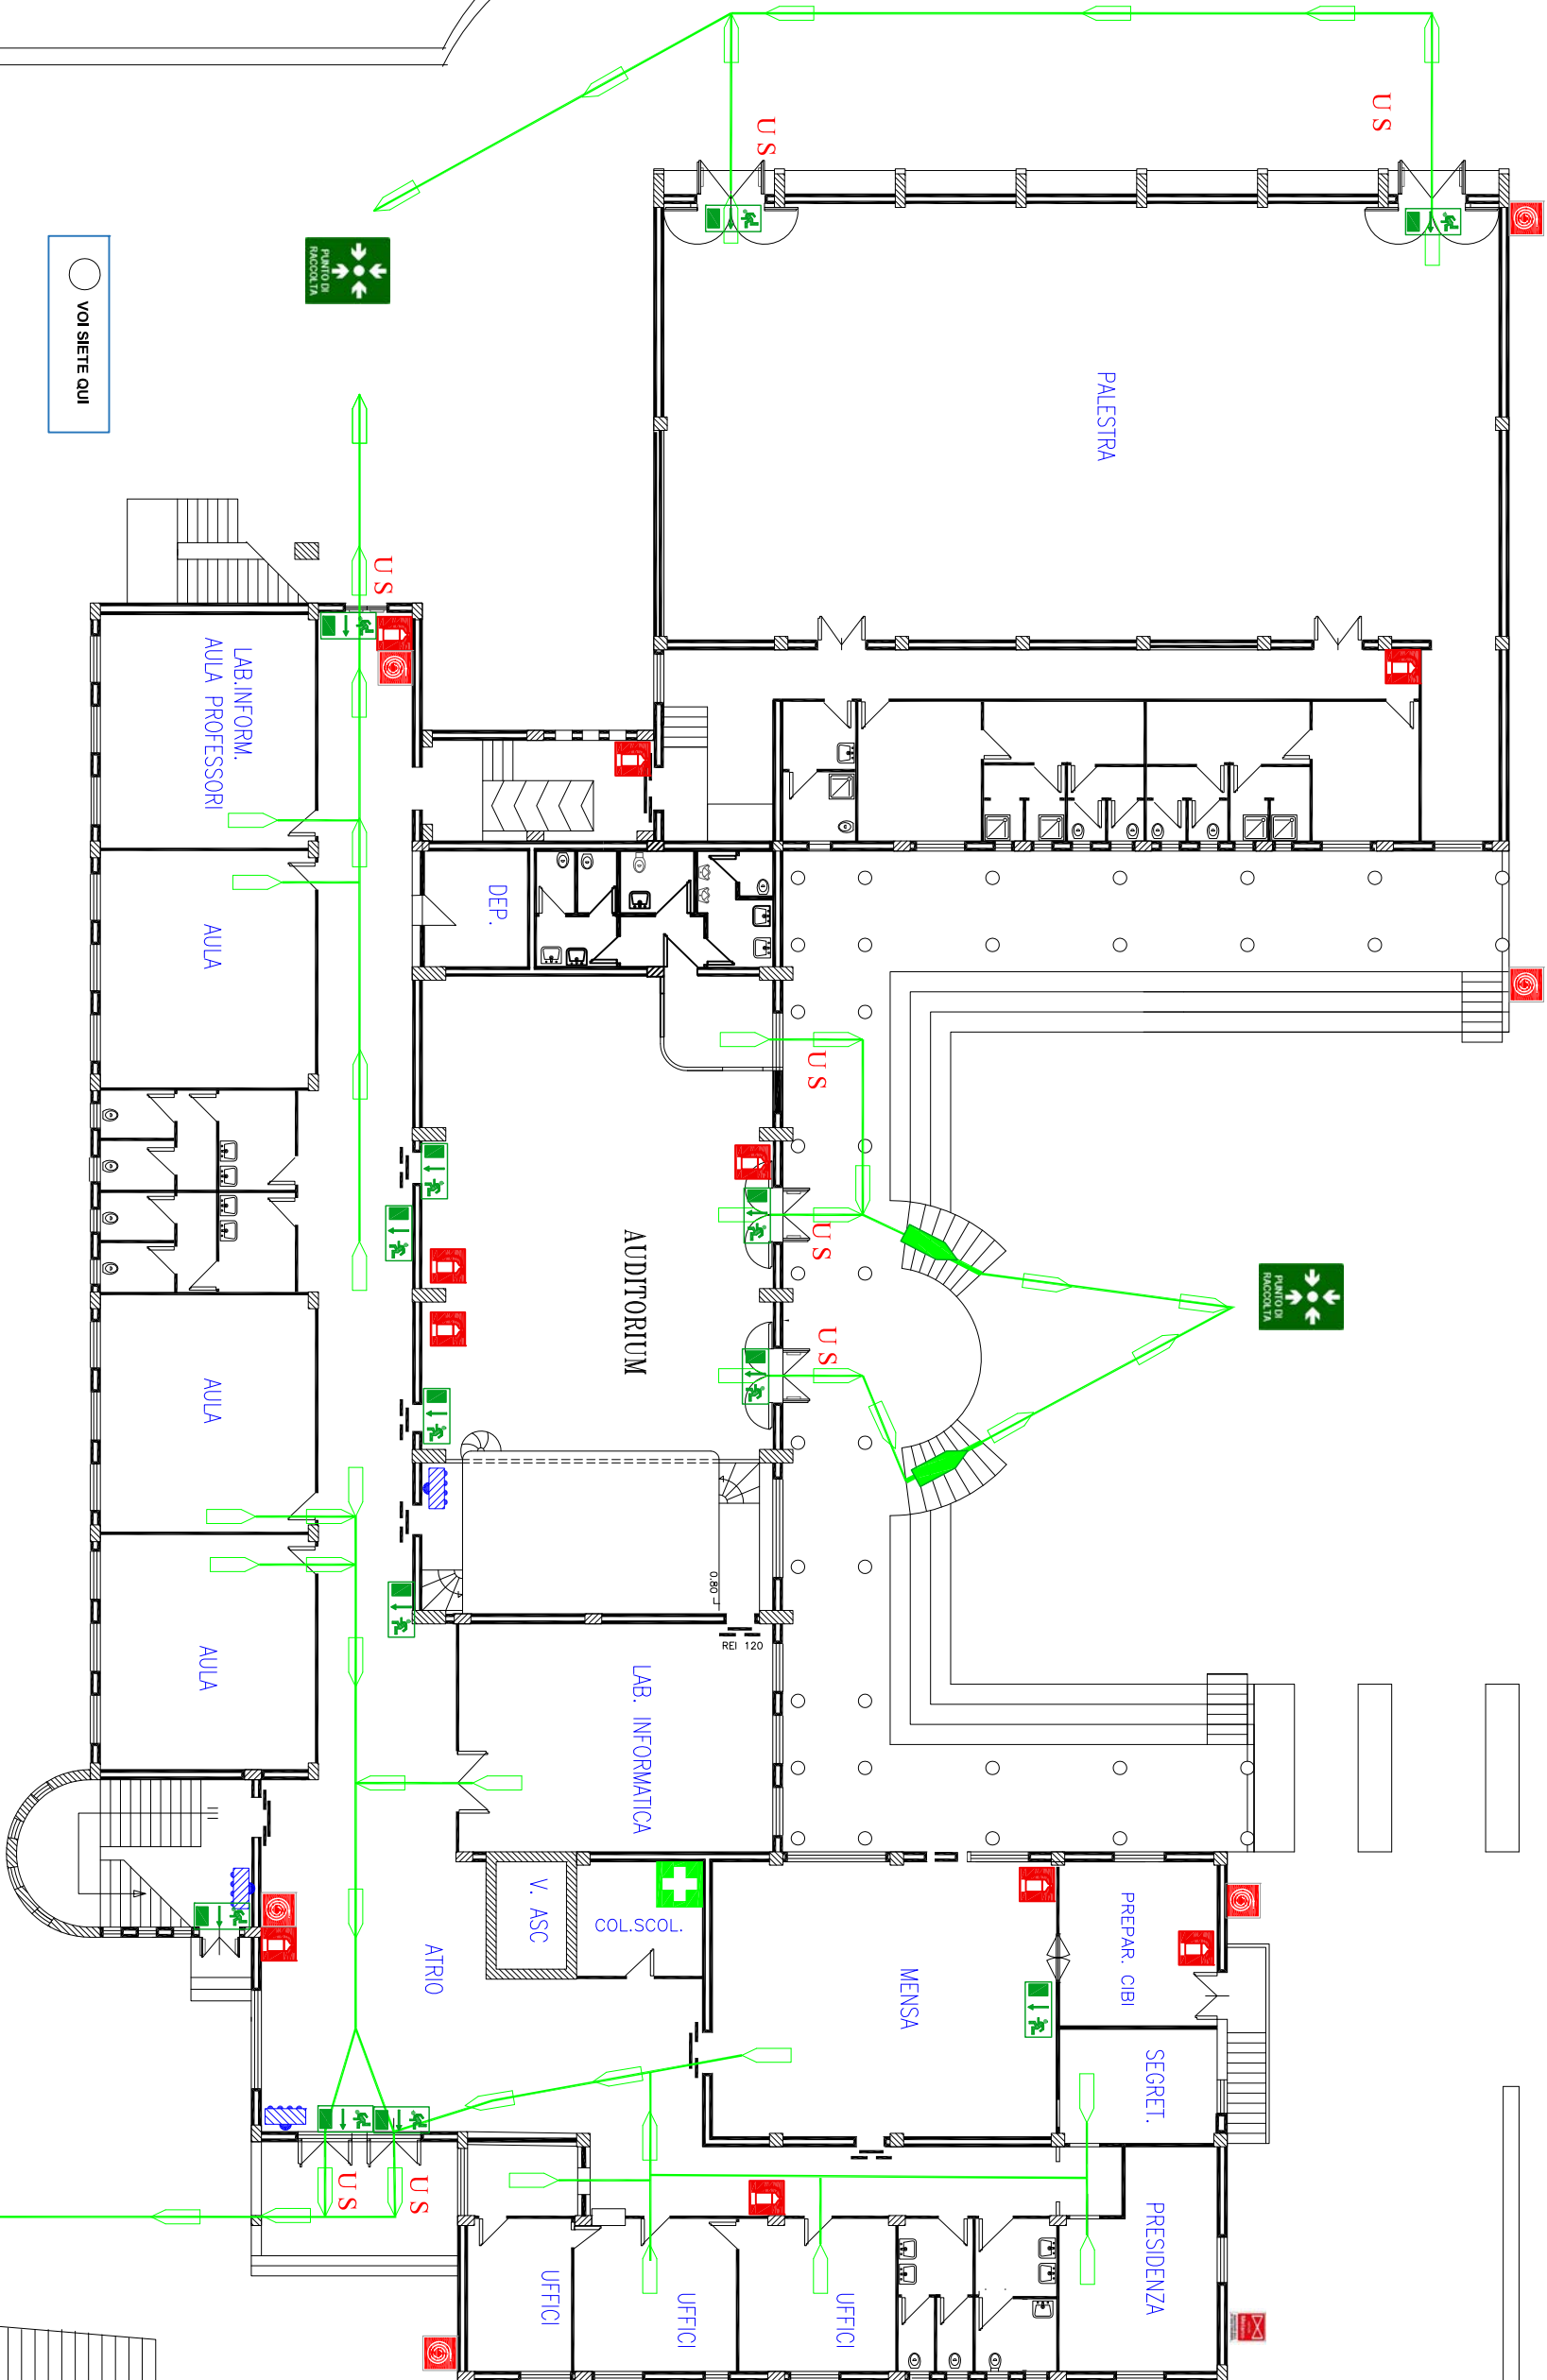 U S
U S
PUNTO DI
RACCOLTA
VOI SIETE QUI
PALESTRA
U S
LAB.INFORM.
AULA PROFESSORI
DEP.
AULA
U S
U S
AUDITORIUM
PUNTO DI
RACCOLTA
U S
AULA
0.80
REI 120
AULA
LAB. INFORMATICA
V. ASC
COL.SCOL.
ATRIO
MENSA
PREPAR. CIBI
SEGRET.
U S
U S
PRESIDENZA
UFFICI
UFFICI
UFFICI